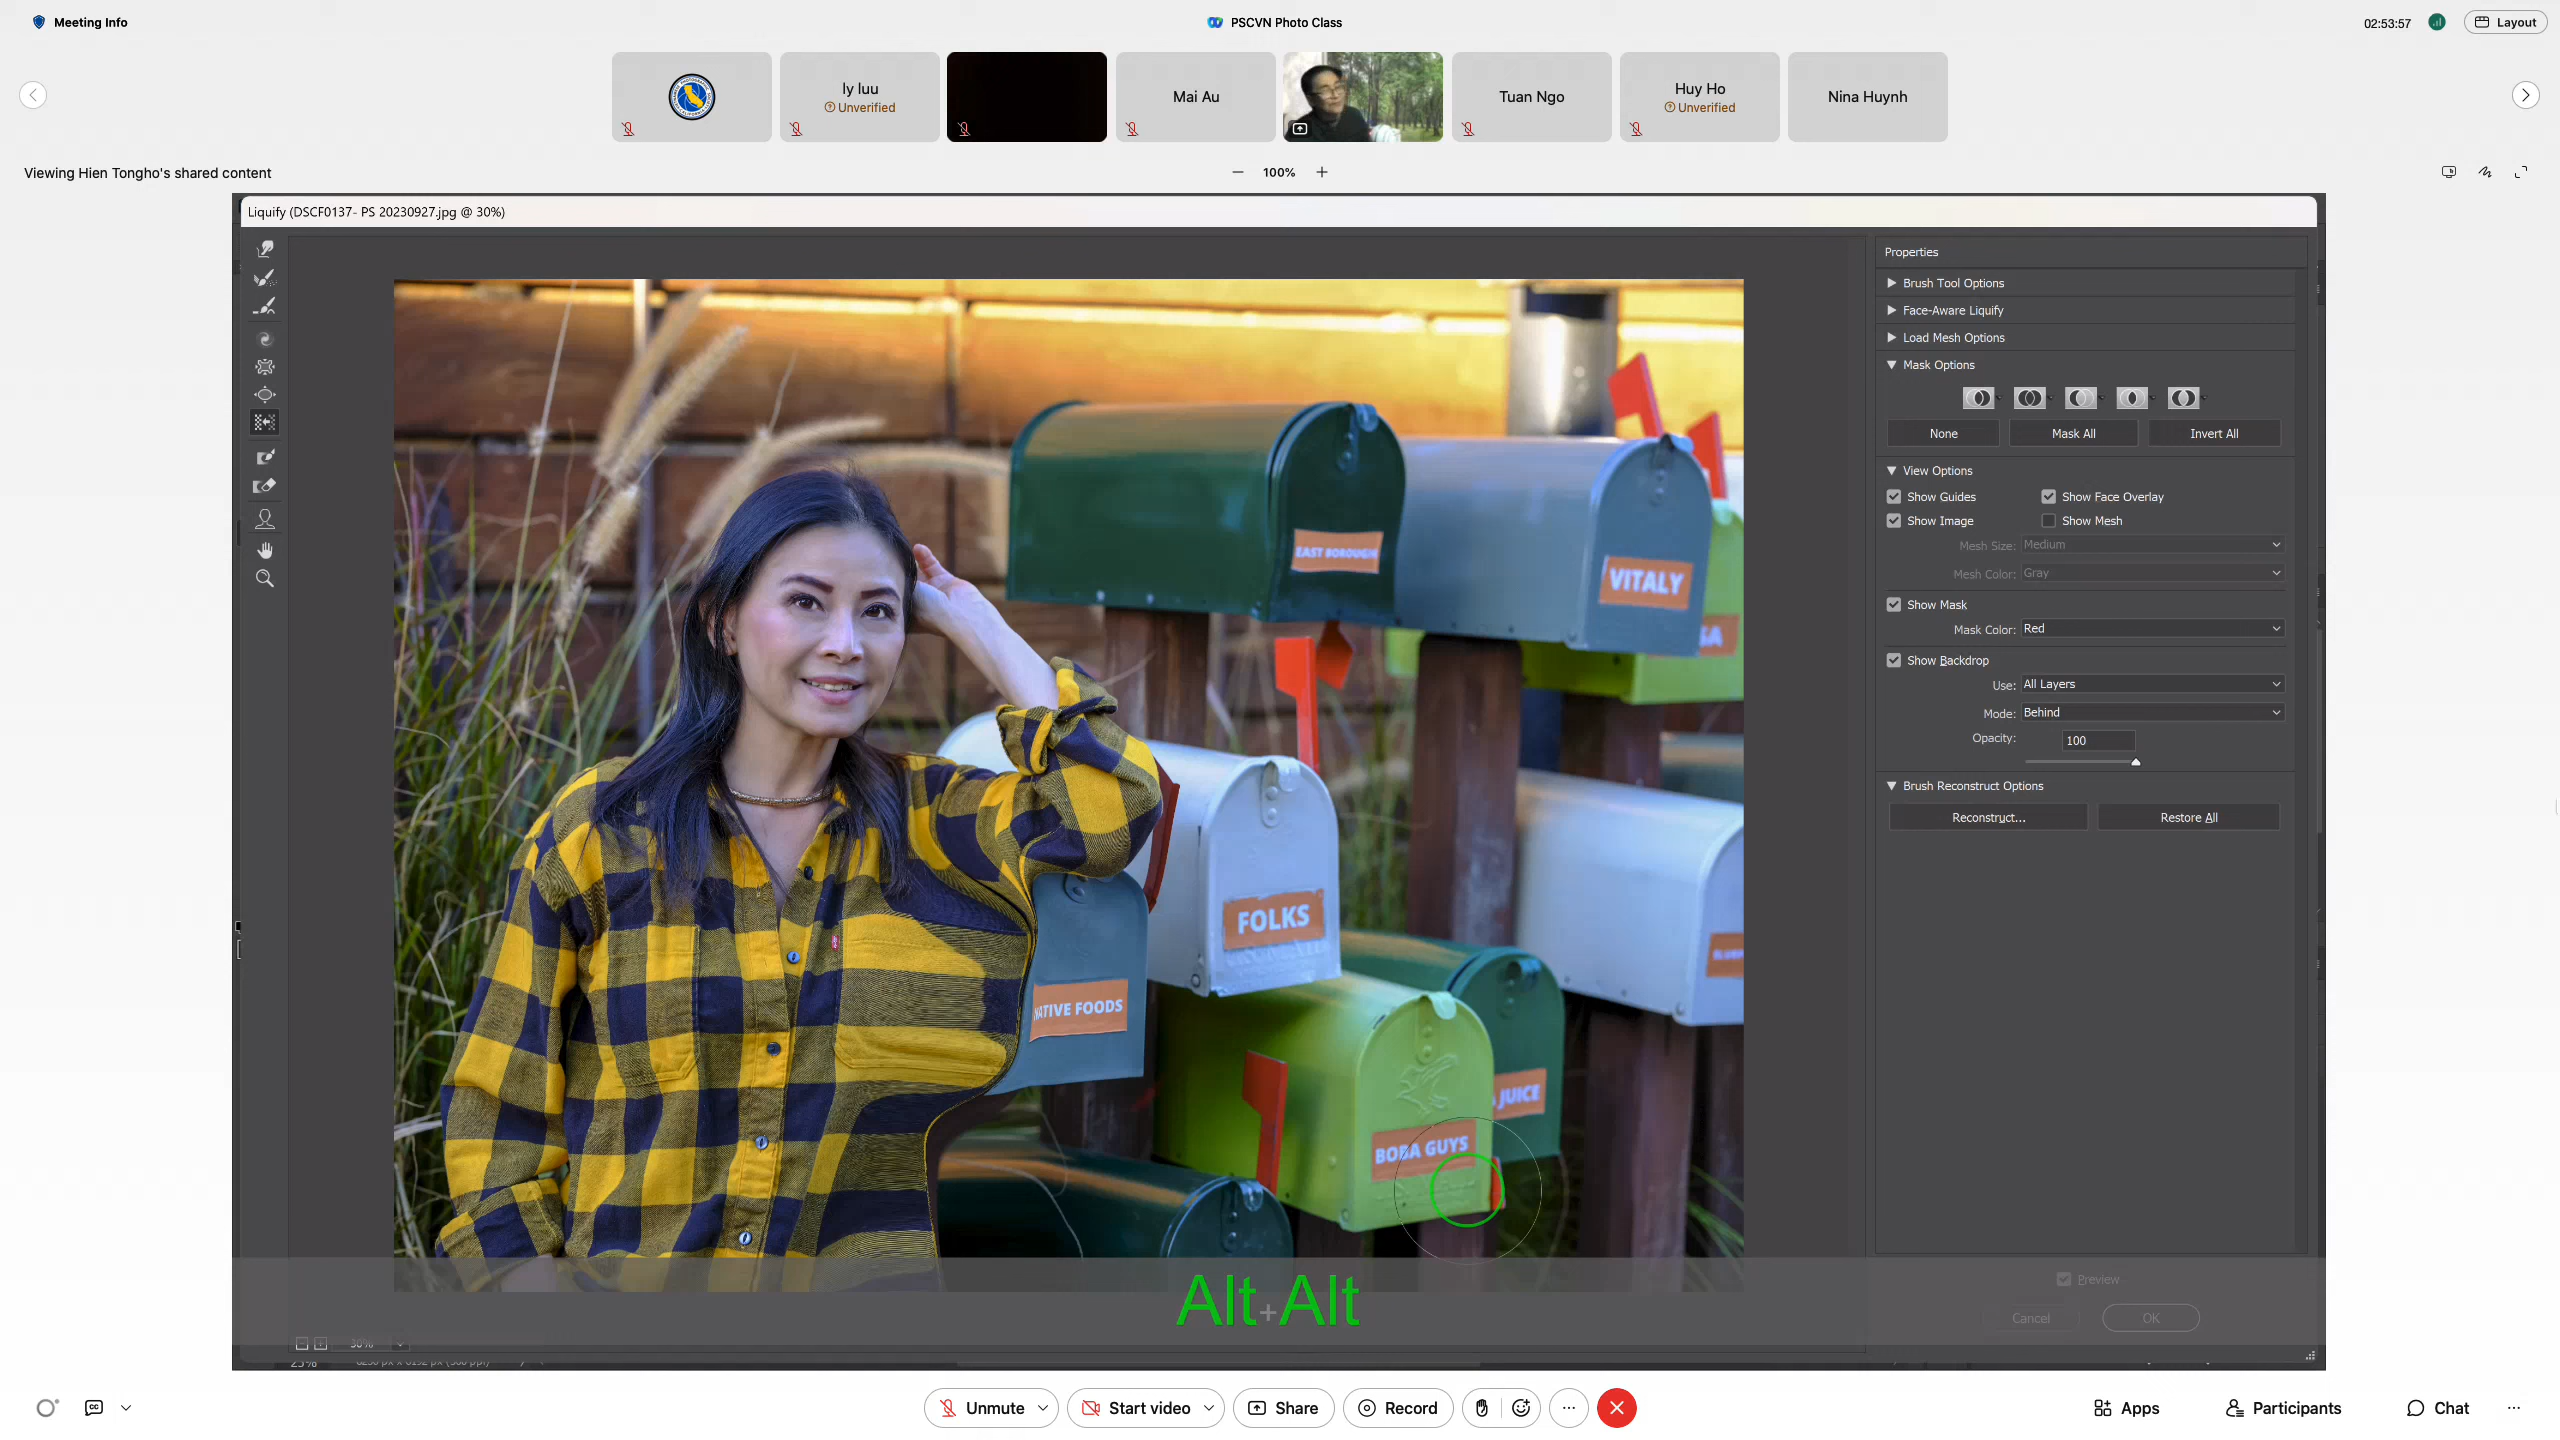 Meeting Info
PSCVN Photo Class
02:53:57
Layout
ly luu
Unverified
Mai Au
Tuan Ngo
Huy Ho
Unverified
Nina Huynh
Viewing Hien Tongho's shared content
100%
Liquify (DSCF0137- PS 20230927.jpg @ 30%)
Properties
Brush Tool Options
Face-Aware Liquify
Load Mesh Options
Mask Options
None
Mask All
Invert All
View Options
Show Guides
Show Face Overlay
Show Image
Show Mesh
Mesh Size: Medium
Mesh Color: Gray
Show Mask
Mask Color: Red
Show Backdrop
Use: All Layers
Mode: Behind
Opacity: 100
Brush Reconstruct Options
Reconstruct...
Restore All
EAST BOROUGH
VITALY
FOLKS
NATIVE FOODS
JUICE
BOBA GUYS
Alt+Alt
Preview
Cancel
OK
30%
25%
Unmute
Start video
Share
Record
Apps
Participants
Chat